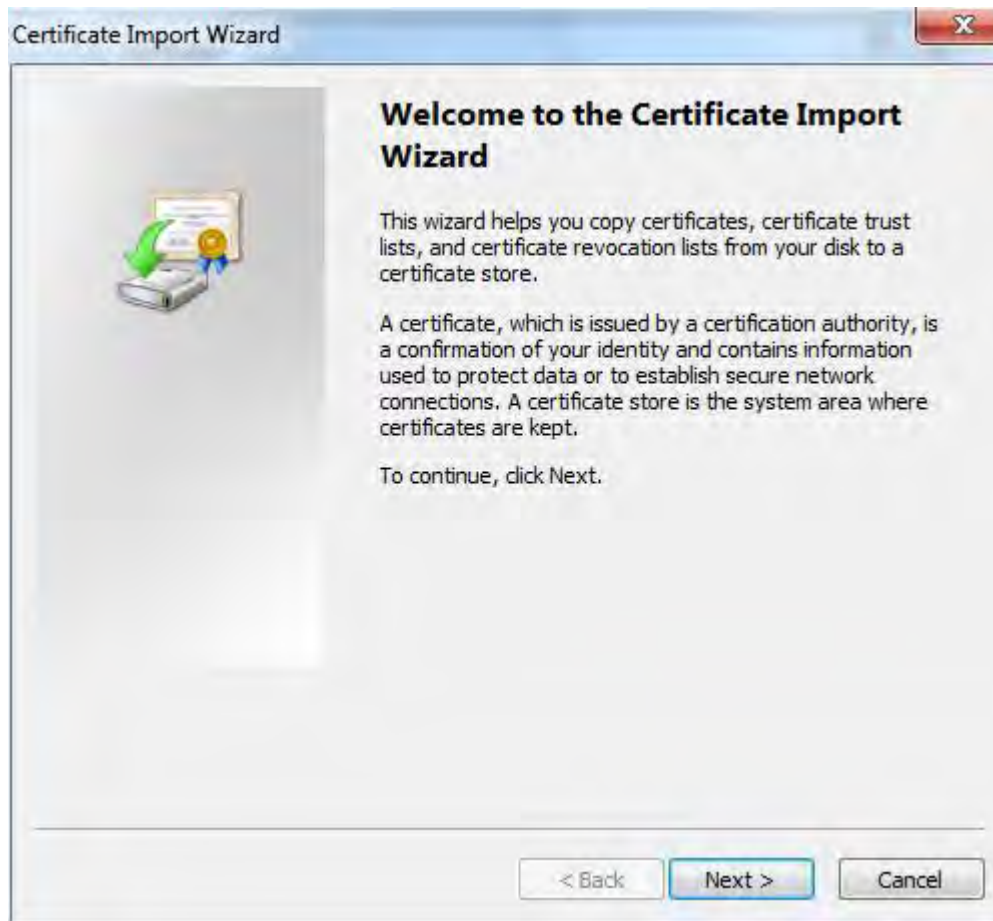 Certificate Import Wizard
Welcome to the Certificate Import
Wizard
This wizard helps you copy certificates, certificate trust
lists, and certificate revocation lists from your disk to a
certificate store.
A certificate, which is issued by a certification authority, is
a confirmation of your identity and contains information
used to protect data or to establish secure network
connections. A certificate store is the system area where
certificates are kept.
To continue, click Next.
< Back
Next >
Cancel